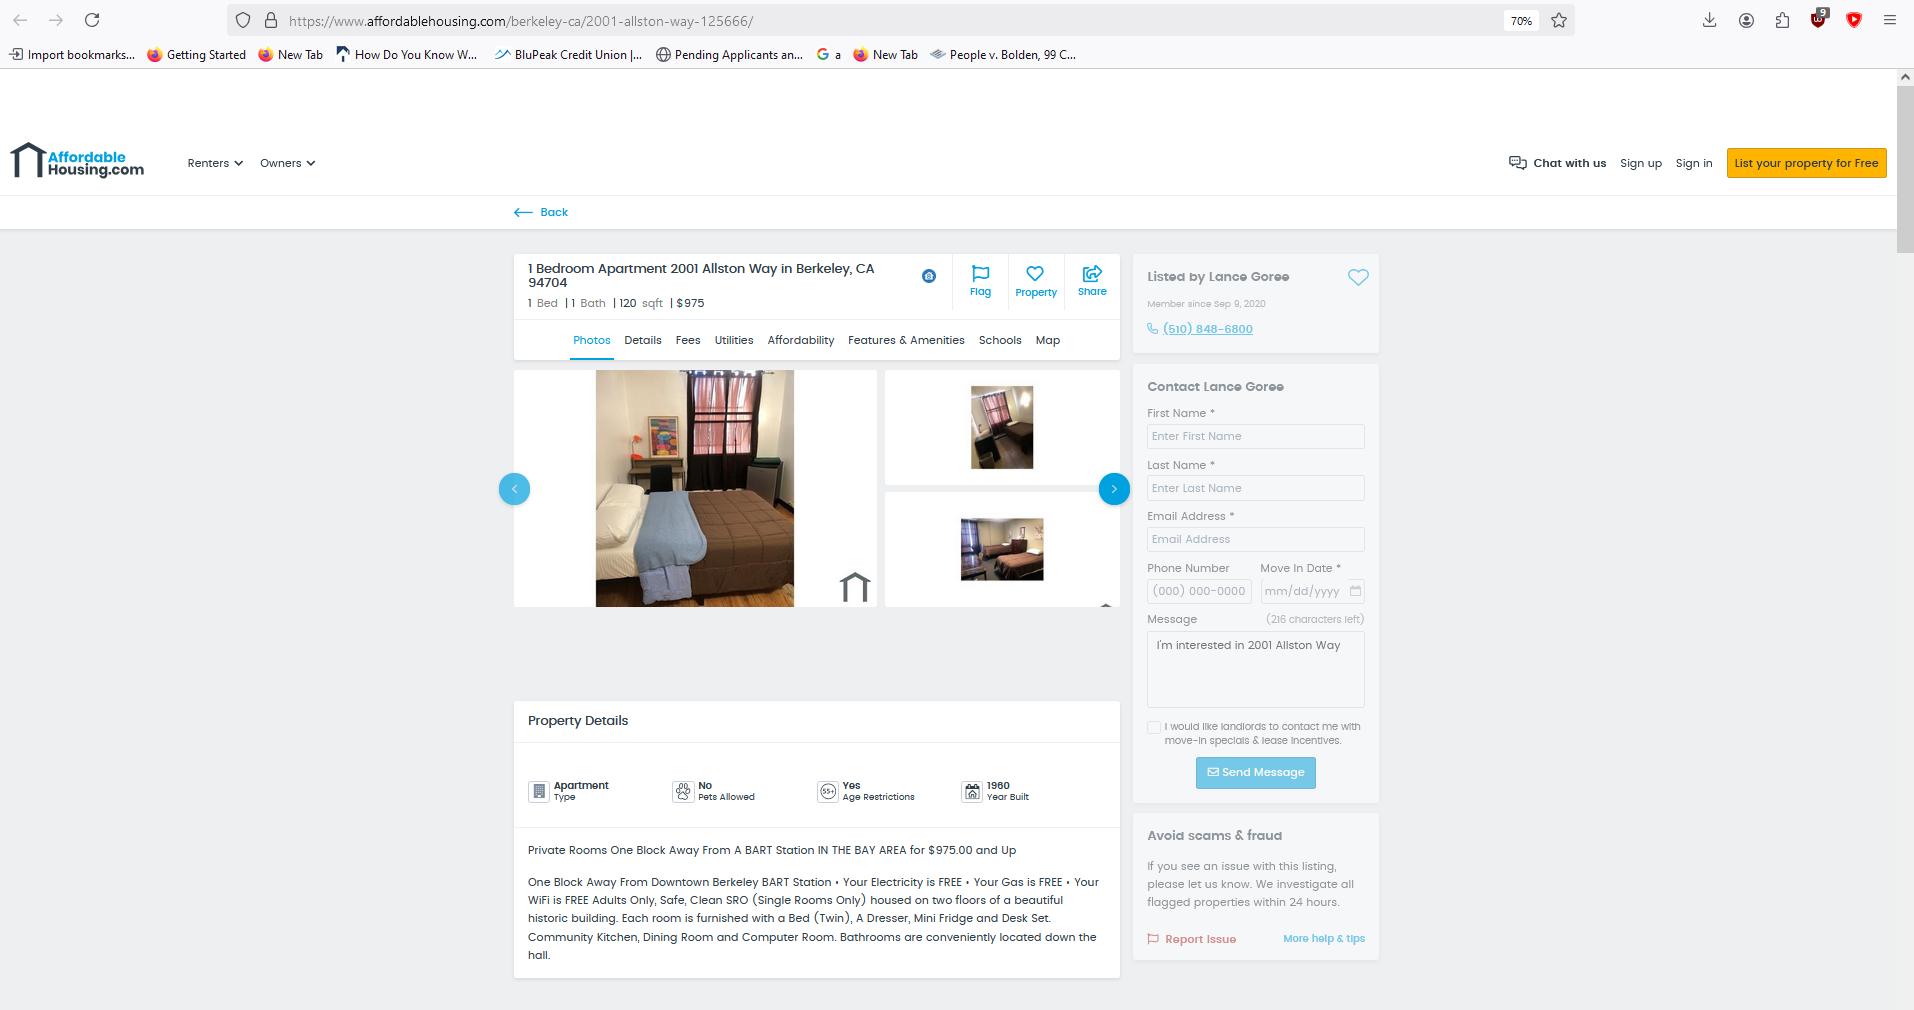 https://www.affordablehousing.com/berkeley-ca/2001-allston-way-125666/
70%
9
Import bookmarks...
Getting Started
New Tab
How Do You Know W...
BluPeak Credit Union |...
Pending Applicants an...
G a
New Tab
People v. Bolden, 99 C...
Affordable
Housing.com
Renters
Owners
Chat with us
Sign up
Sign in
List your property for Free
Back
1 Bedroom Apartment 2001 Allston Way in Berkeley, CA
94704
1 Bed | 1 Bath | 120 sqft | $975
Flag
Property
Share
Photos
Details
Fees
Utilities
Affordability
Features & Amenities
Schools
Map
Property Details
Apartment
Type
No
Pets Allowed
55+
Yes
Age Restrictions
1960
Year Built
Private Rooms One Block Away From A BART Station IN THE BAY AREA for $975.00 and Up
One Block Away From Downtown Berkeley BART Station • Your Electricity is FREE • Your Gas is FREE • Your
WiFi is FREE Adults Only, Safe, Clean SRO (Single Rooms Only) housed on two floors of a beautiful
historic building. Each room is furnished with a Bed (Twin), A Dresser, Mini Fridge and Desk Set.
Community Kitchen, Dining Room and Computer Room. Bathrooms are conveniently located down the
hall.
Listed by Lance Goree
Member since Sep 9, 2020
(510) 848-6800
Contact Lance Goree
First Name *
Enter First Name
Last Name *
Enter Last Name
Email Address *
Email Address
Phone Number
Move In Date *
(000) 000-0000
mm/dd/yyyy
Message
(216 characters left)
I'm interested in 2001 Allston Way
I would like landlords to contact me with
move-in specials & lease incentives.
Send Message
Avoid scams & fraud
If you see an issue with this listing,
please let us know. We investigate all
flagged properties within 24 hours.
Report Issue
More help & tips